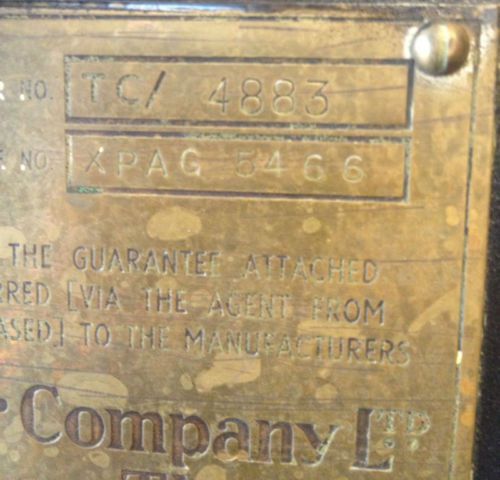 NO. TC/ 4883
NO XPAG 5466
THE GUARANTEE ATTACHED
RRED [VIA THE AGENT FROM
ASED] TO THE MANUFACTURERS
Company LTD